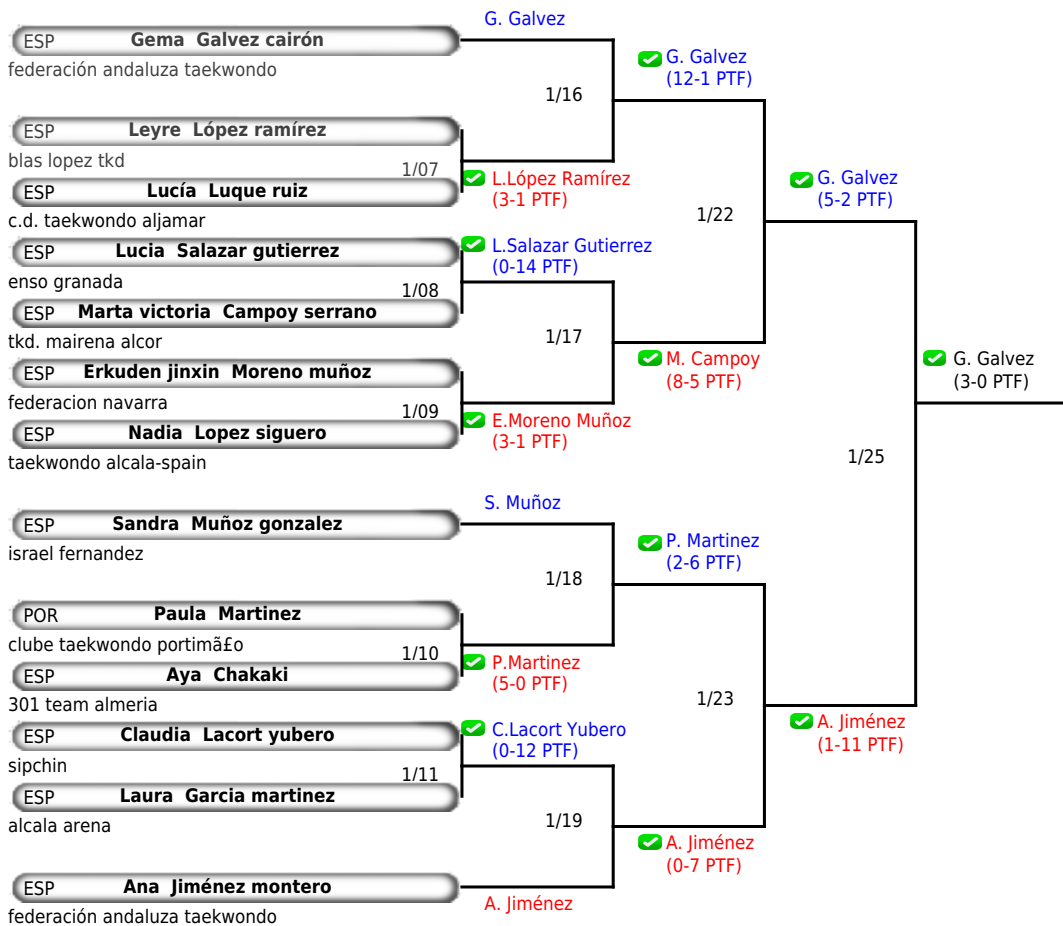 G. Galvez
ESP Gema Galvez cairón
federación andaluza taekwondo
G. Galvez
(12-1 PTF)
1/16
ESP Leyre López ramírez
blas lopez tkd
1/07
L.López Ramírez
(3-1 PTF)
ESP Lucía Luque ruiz
c.d. taekwondo aljamar
G. Galvez
(5-2 PTF)
1/22
ESP Lucia Salazar gutierrez
enso granada
L.Salazar Gutierrez
(0-14 PTF)
1/08
ESP Marta victoria Campoy serrano
tkd. mairena alcor
1/17
M. Campoy
(8-5 PTF)
G. Galvez
(3-0 PTF)
ESP Erkuden jinxin Moreno muñoz
federacion navarra
1/09
E.Moreno Muñoz
(3-1 PTF)
ESP Nadia Lopez siguero
taekwondo alcala-spain
1/25
S. Muñoz
ESP Sandra Muñoz gonzalez
israel fernandez
P. Martinez
(2-6 PTF)
1/18
POR Paula Martinez
clube taekwondo portimã£o
1/10
P.Martinez
(5-0 PTF)
ESP Aya Chakaki
301 team almeria
1/23
A. Jiménez
(1-11 PTF)
ESP Claudia Lacort yubero
sipchin
C.Lacort Yubero
(0-12 PTF)
1/11
ESP Laura Garcia martinez
alcala arena
1/19
A. Jiménez
(0-7 PTF)
ESP Ana Jiménez montero
federación andaluza taekwondo
A. Jiménez